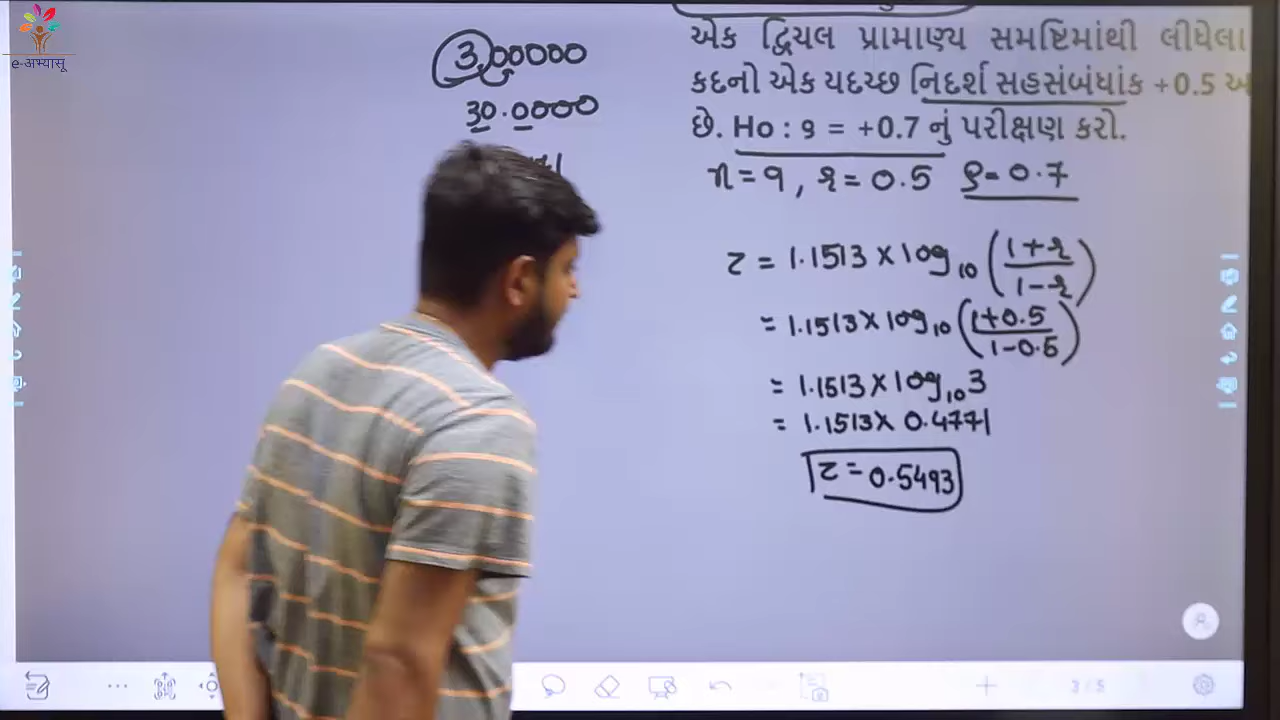 e-अभ्यासू
3.00000
30.0000
એક દ્વિચલ પ્રામાણ્ય સમષ્ટિમાંથી લીધેલા
કદનો એક યદચ્છ નિદર્શ સહસંબંધાંક +0.5
છે. Ho : ૭ = +0.7 નું પરીક્ષણ કરો.
n = 9 , r = 0.5 ρ = 0.7
z = 1.1513 × log10 (1+r / 1-r)
= 1.1513 × log10 (1+0.5 / 1-0.5)
= 1.1513 × log10 3
= 1.1513 × 0.4771
z = 0.5493
3/5